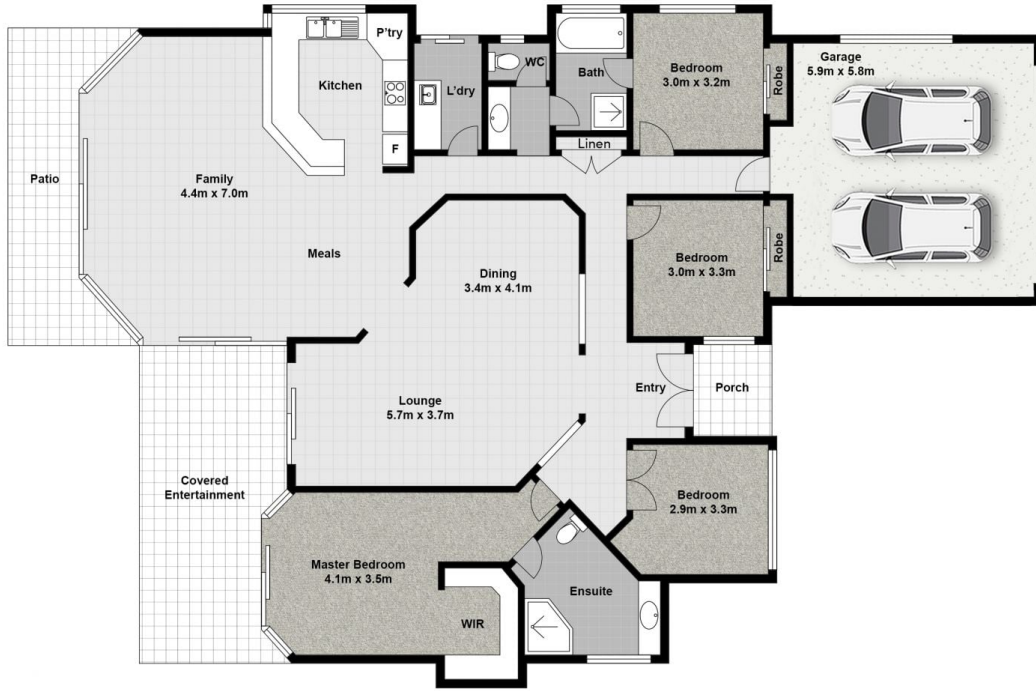 P'try
Garage
5.9m x 5.8m
WC
Bath
Bedroom
3.0m x 3.2m
Robe
Kitchen
L'dry
F
Linen
Patio
Family
4.4m x 7.0m
Meals
Dining
3.4m x 4.1m
Bedroom
3.0m x 3.3m
Robe
Lounge
5.7m x 3.7m
Entry
Porch
Covered
Entertainment
Bedroom
2.9m x 3.3m
Master Bedroom
4.1m x 3.5m
WIR
Ensuite